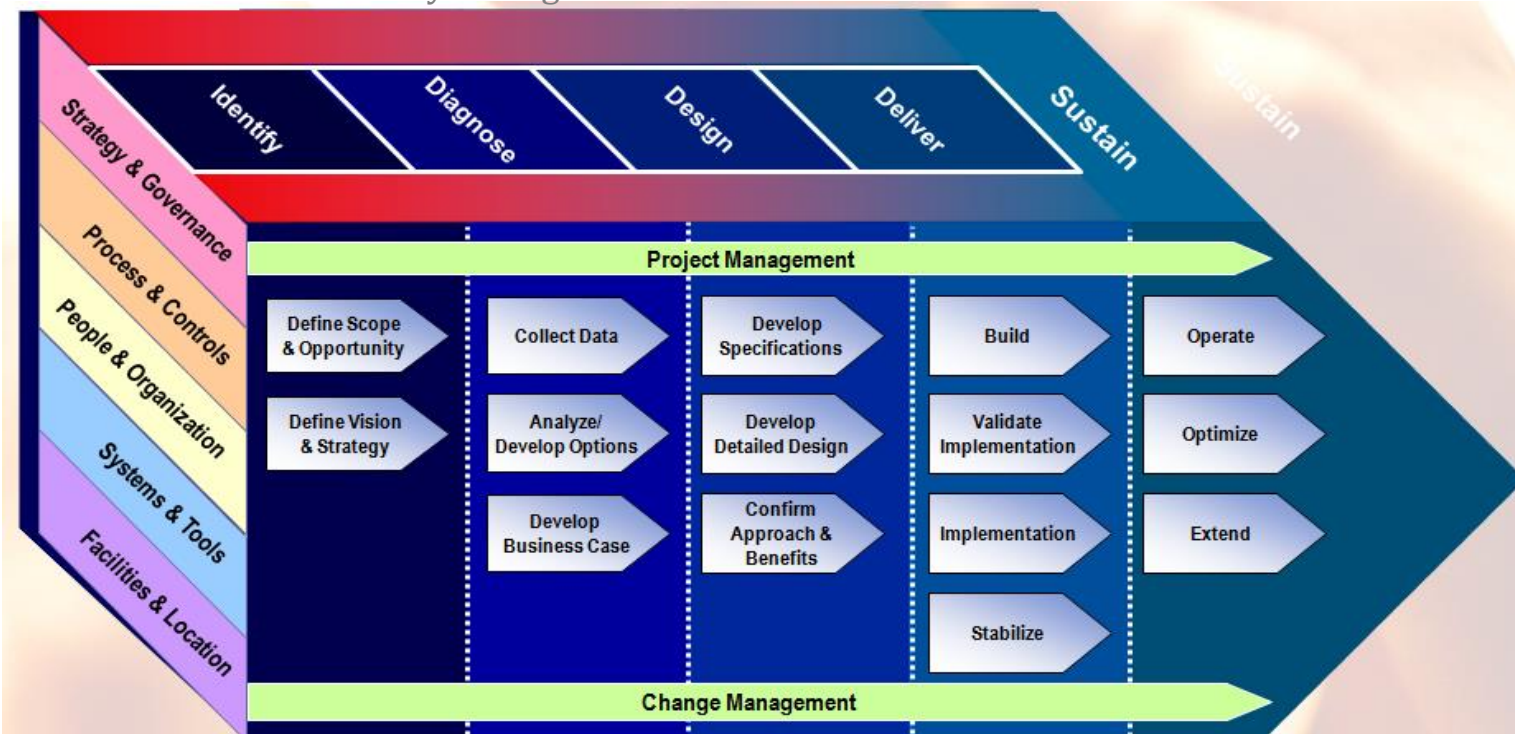 Identify
Diagnose
Design
Deliver
Sustain
Sustain
Strategy & Governance
Process & Controls
People & Organization
Systems & Tools
Facilities & Location
Project Management
Define Scope
& Opportunity
Define Vision
& Strategy
Collect Data
Analyze/
Develop Options
Develop
Business Case
Develop
Specifications
Develop
Detailed Design
Confirm
Approach &
Benefits
Build
Validate
Implementation
Implementation
Stabilize
Operate
Optimize
Extend
Change Management